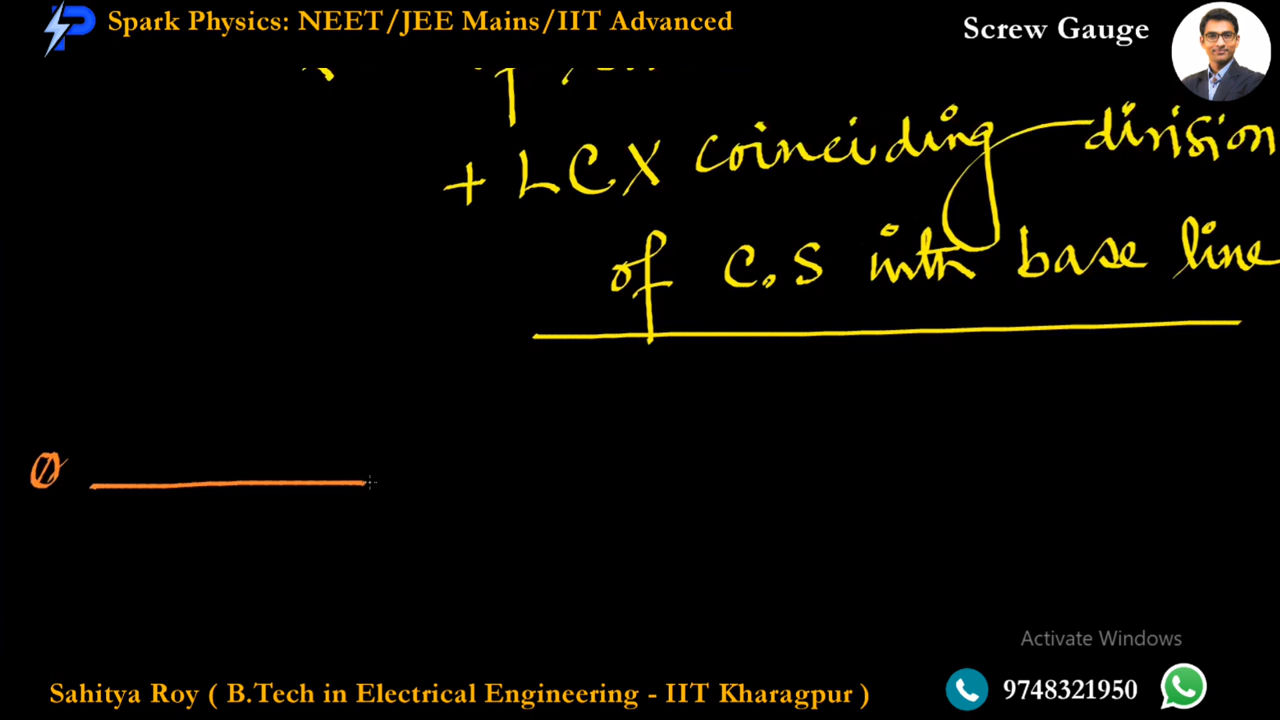 Spark Physics: NEET/JEE Mains/IIT Advanced
Screw Gauge
+ LC X coinciding division
of C.S with base line
0
Activate Windows
Sahitya Roy ( B.Tech in Electrical Engineering - IIT Kharagpur )
9748321950